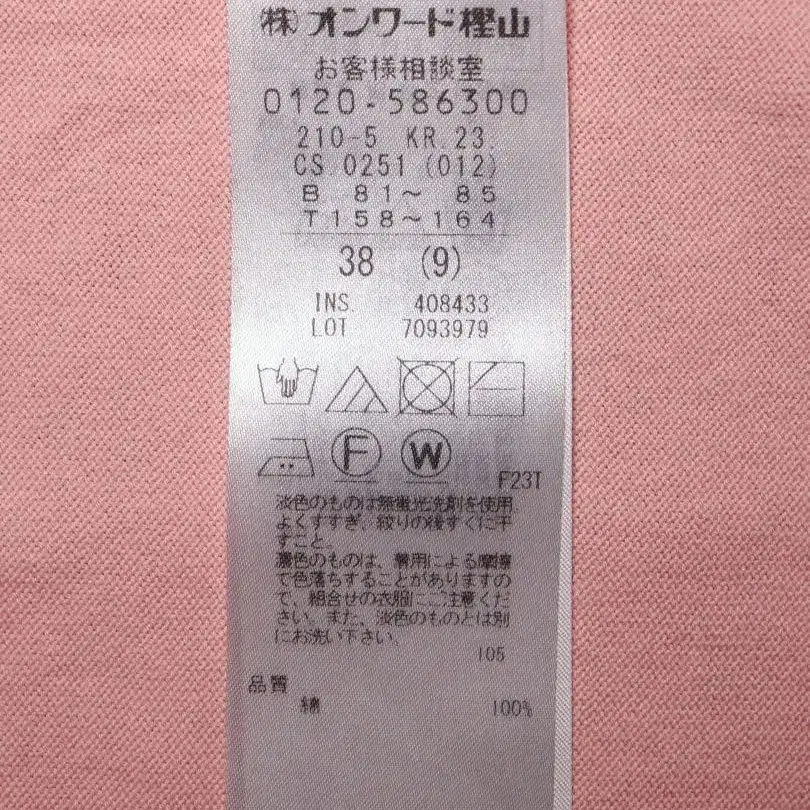 ㈱オンワード樫山
お客様相談室
0120-586300
210-5 KR.23.
CS.0251(012)
B 81～ 85
T158～164
38 (9)
INS. 408433
LOT 7093979
F W
F23T
淡色のものは無蛍光洗剤を使用。
よくすすぎ、絞りの後すぐに干
すこと。
濃色のものは、着用による摩擦
で色落ちすることがありますの
で、組合せの衣服にご注意くだ
さい。また、淡色のものとは別
にお洗い下さい。
105
品質
綿 100%